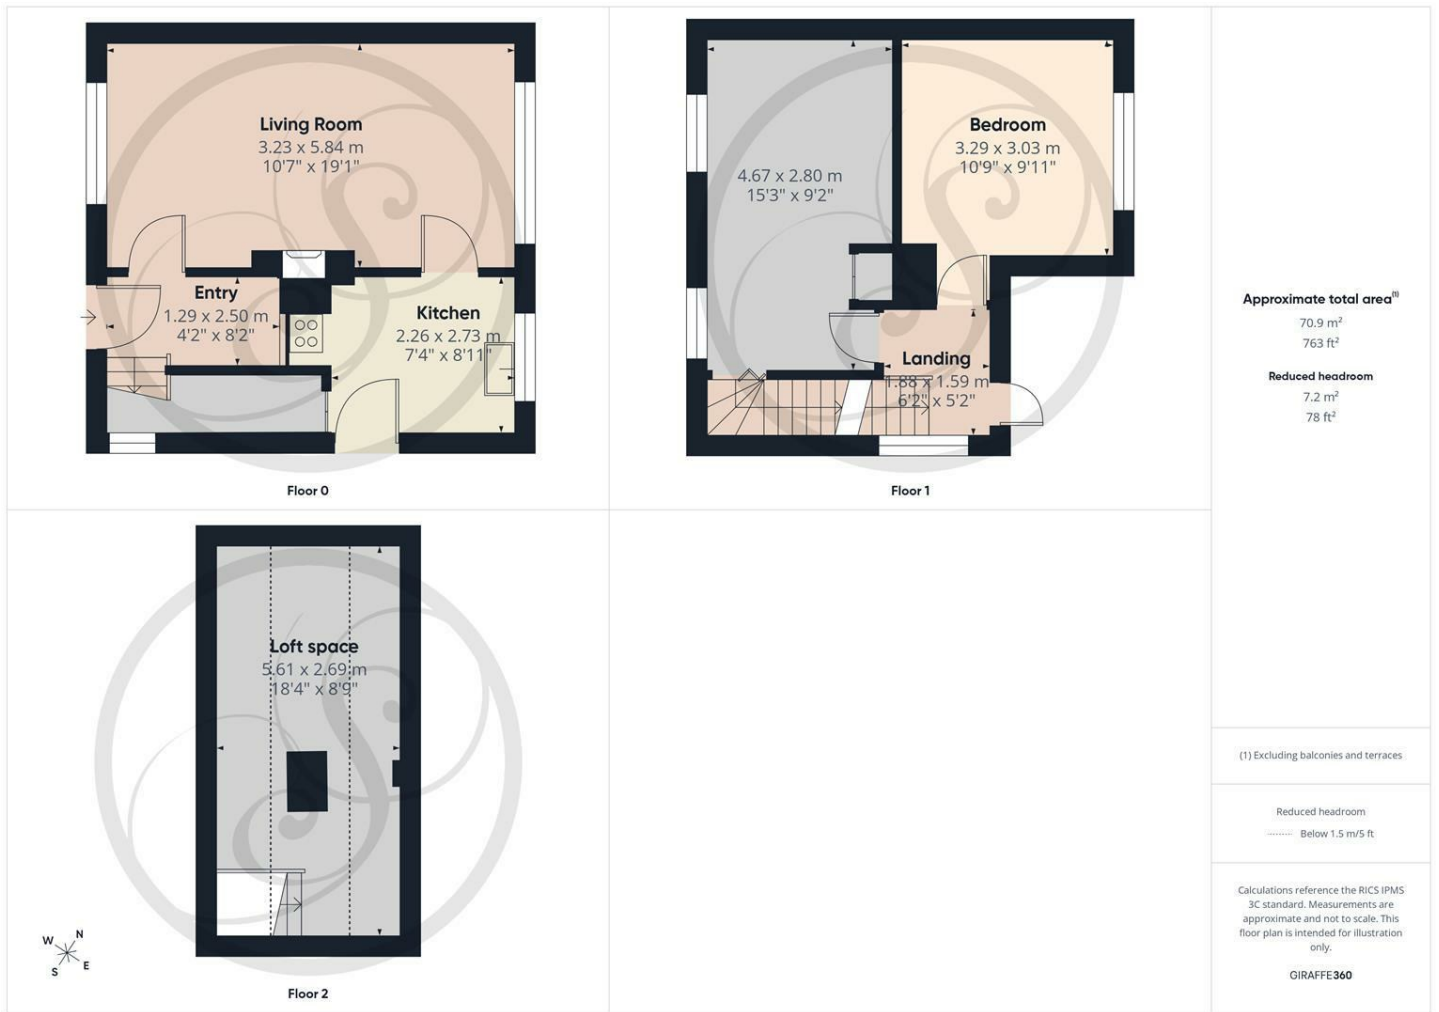 Living Room
3.23 x 5.84 m
10'7" x 19'1"
Entry
1.29 x 2.50 m
4'2" x 8'2"
Kitchen
2.26 x 2.73 m
7'4" x 8'11"
Floor 0
4.67 x 2.80 m
15'3" x 9'2"
Bedroom
3.29 x 3.03 m
10'9" x 9'11"
Landing
1.88 x 1.59 m
6'2" x 5'2"
Floor 1
Loft space
5.61 x 2.69 m
18'4" x 8'9"
Floor 2
N
W
E
S
Approximate total area(1)
70.9 m²
763 ft²
Reduced headroom
7.2 m²
78 ft²
(1) Excluding balconies and terraces
Reduced headroom
Below 1.5 m/5 ft
Calculations reference the RICS IPMS
3C standard. Measurements are
approximate and not to scale. This
floor plan is intended for illustration
only.
GIRAFFE360